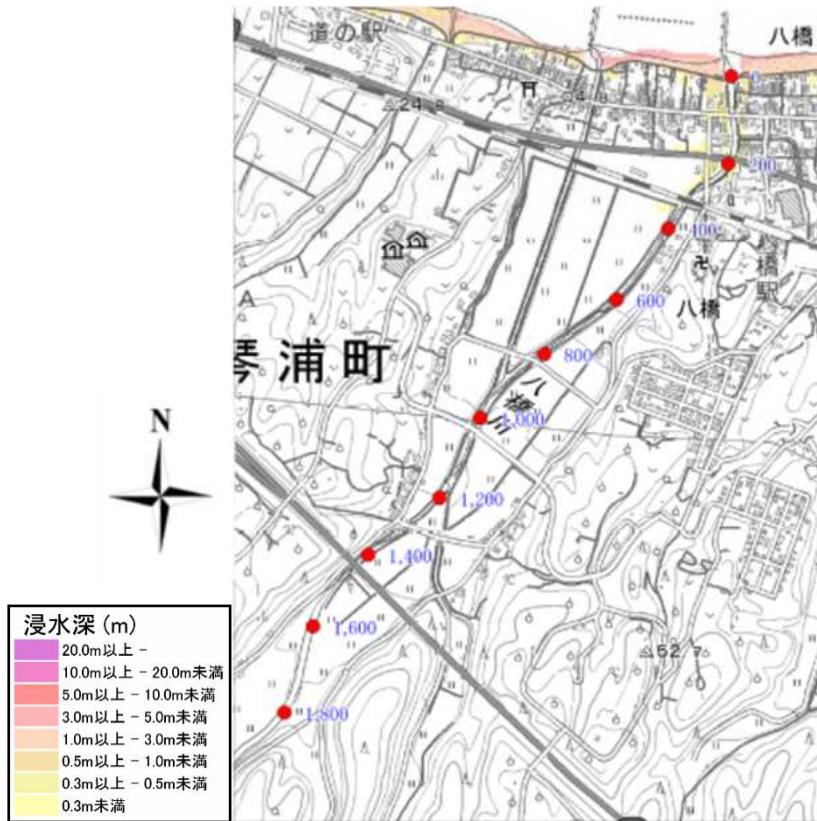 道の駅
八橋
0
24.8
4.8
200
400
八橋駅
600
八橋
800
琴浦町
八橋川
1,000
N
1,200
1,400
1,600
52.7
1,800
浸水深 (m)
20.0m以上 -
10.0m以上 - 20.0m未満
5.0m以上 - 10.0m未満
3.0m以上 - 5.0m未満
1.0m以上 - 3.0m未満
0.5m以上 - 1.0m未満
0.3m以上 - 0.5m未満
0.3m未満